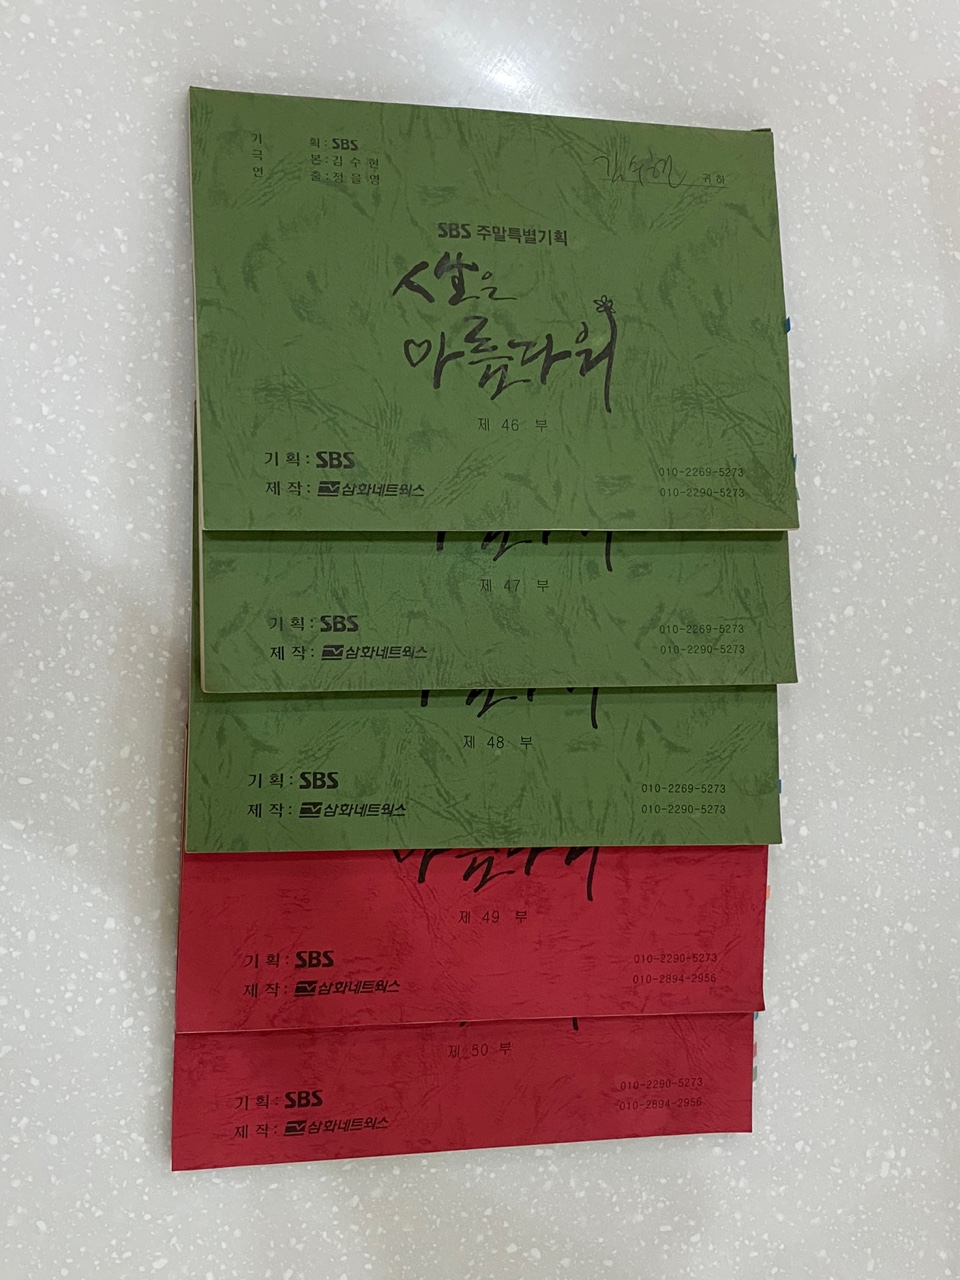 기 획: SBS
극 본: 김 수 현
연 출: 정 을 영
귀하
SBS 주말특별기획
人生은
아름다워
제 46 부
기 획: SBS
제 작: 삼화네트웍스
010-2269-5273
010-2290-5273
제 47 부
기 획: SBS
제 작: 삼화네트웍스
010-2269-5273
010-2290-5273
제 48 부
기 획: SBS
제 작: 삼화네트웍스
010-2269-5273
010-2290-5273
아름다워
제 49 부
기 획: SBS
제 작: 삼화네트웍스
010-2290-5273
010-2894-2956
제 50 부
기 획: SBS
제 작: 삼화네트웍스
010-2290-5273
010-2894-2956